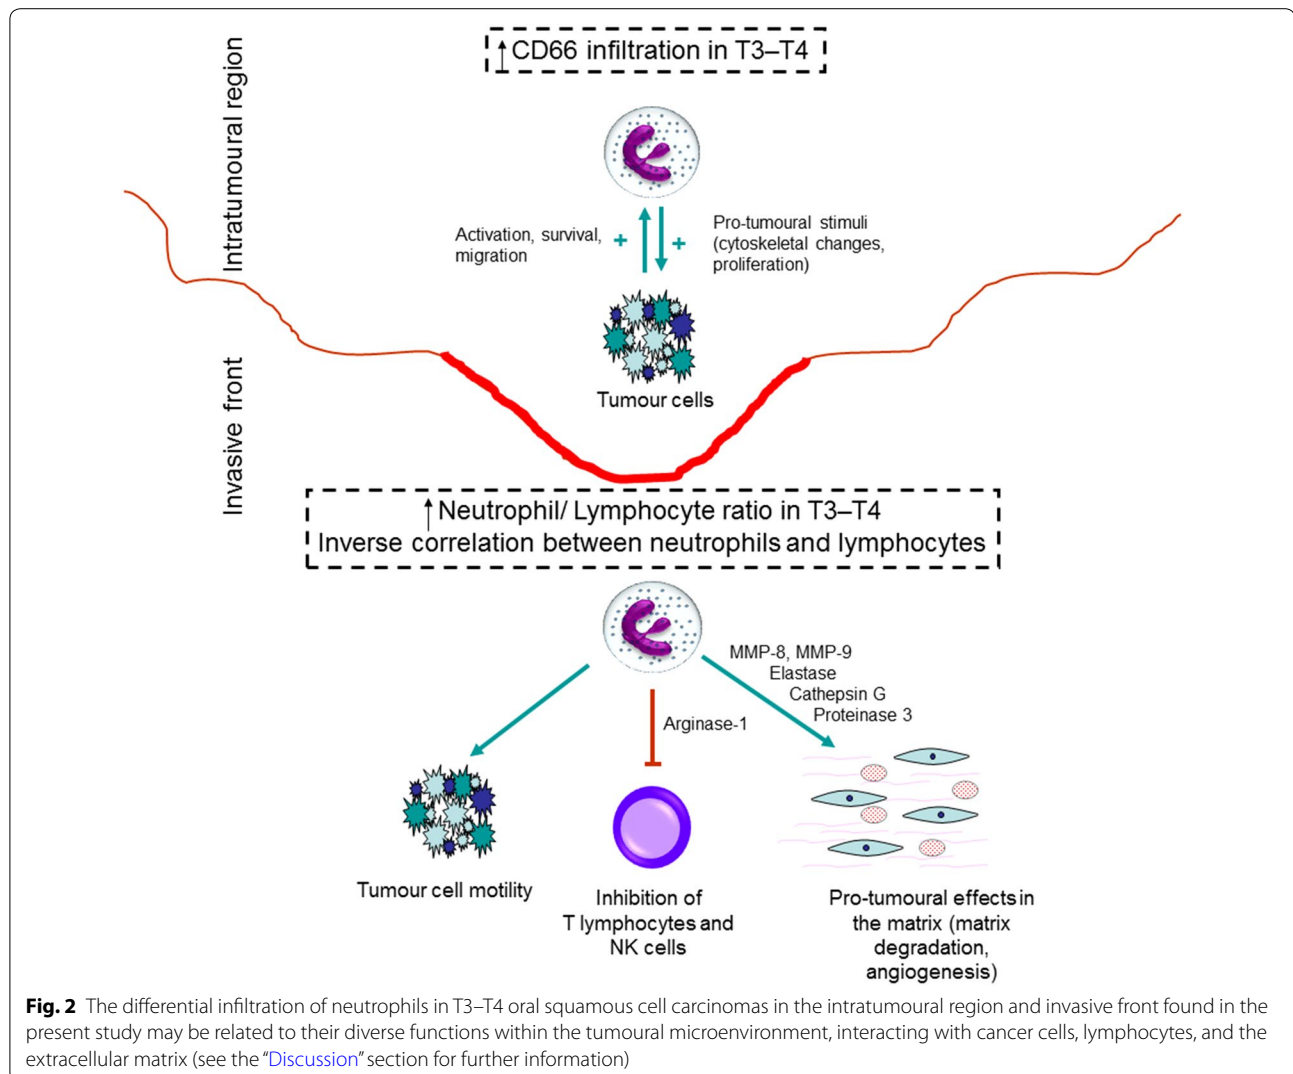 ↑CD66 infiltration in T3–T4
Intratumoural region
Activation, survival,
migration
+
+
Pro-tumoural stimuli
(cytoskeletal changes,
proliferation)
Tumour cells
Invasive front
↑Neutrophil/ Lymphocyte ratio in T3–T4
Inverse correlation between neutrophils and lymphocytes
MMP-8, MMP-9
Elastase
Cathepsin G
Proteinase 3
Arginase-1
Tumour cell motility
Inhibition of
T lymphocytes and
NK cells
Pro-tumoural effects in
the matrix (matrix
degradation,
angiogenesis)
Fig. 2 The differential infiltration of neutrophils in T3–T4 oral squamous cell carcinomas in the intratumoural region and invasive front found in the
present study may be related to their diverse functions within the tumoural microenvironment, interacting with cancer cells, lymphocytes, and the
extracellular matrix (see the “Discussion” section for further information)